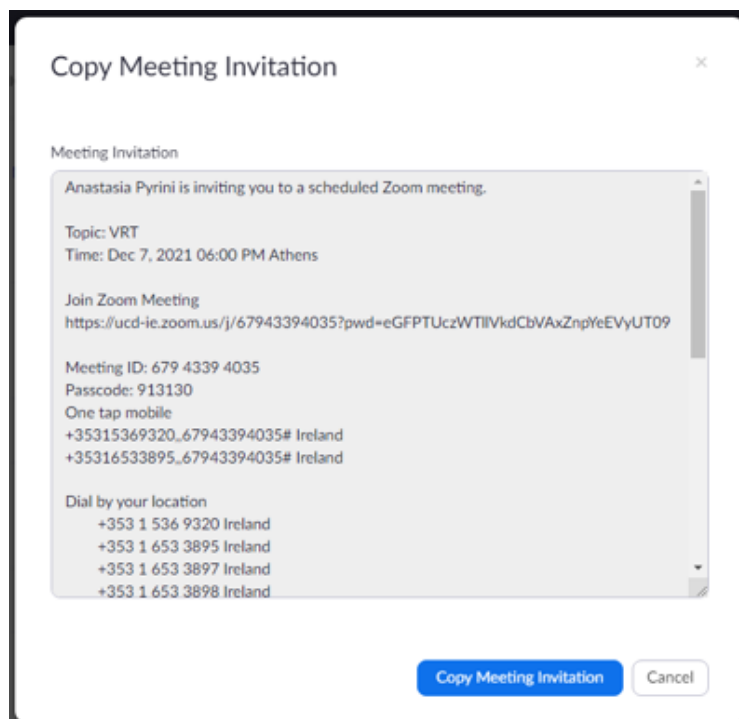 Copy Meeting Invitation
×
Meeting Invitation
Anastasia Pyrini is inviting you to a scheduled Zoom meeting.
Topic: VRT
Time: Dec 7, 2021 06:00 PM Athens
Join Zoom Meeting
https://ucd-ie.zoom.us/j/67943394035?pwd=eGFPTUczWTllVkdCbVAxZnpYeEVyUT09
Meeting ID: 679 4339 4035
Passcode: 913130
One tap mobile
+35315369320,,67943394035# Ireland
+35316533895,,67943394035# Ireland
Dial by your location
+353 1 536 9320 Ireland
+353 1 653 3895 Ireland
+353 1 653 3897 Ireland
+353 1 653 3898 Ireland
Copy Meeting Invitation
Cancel